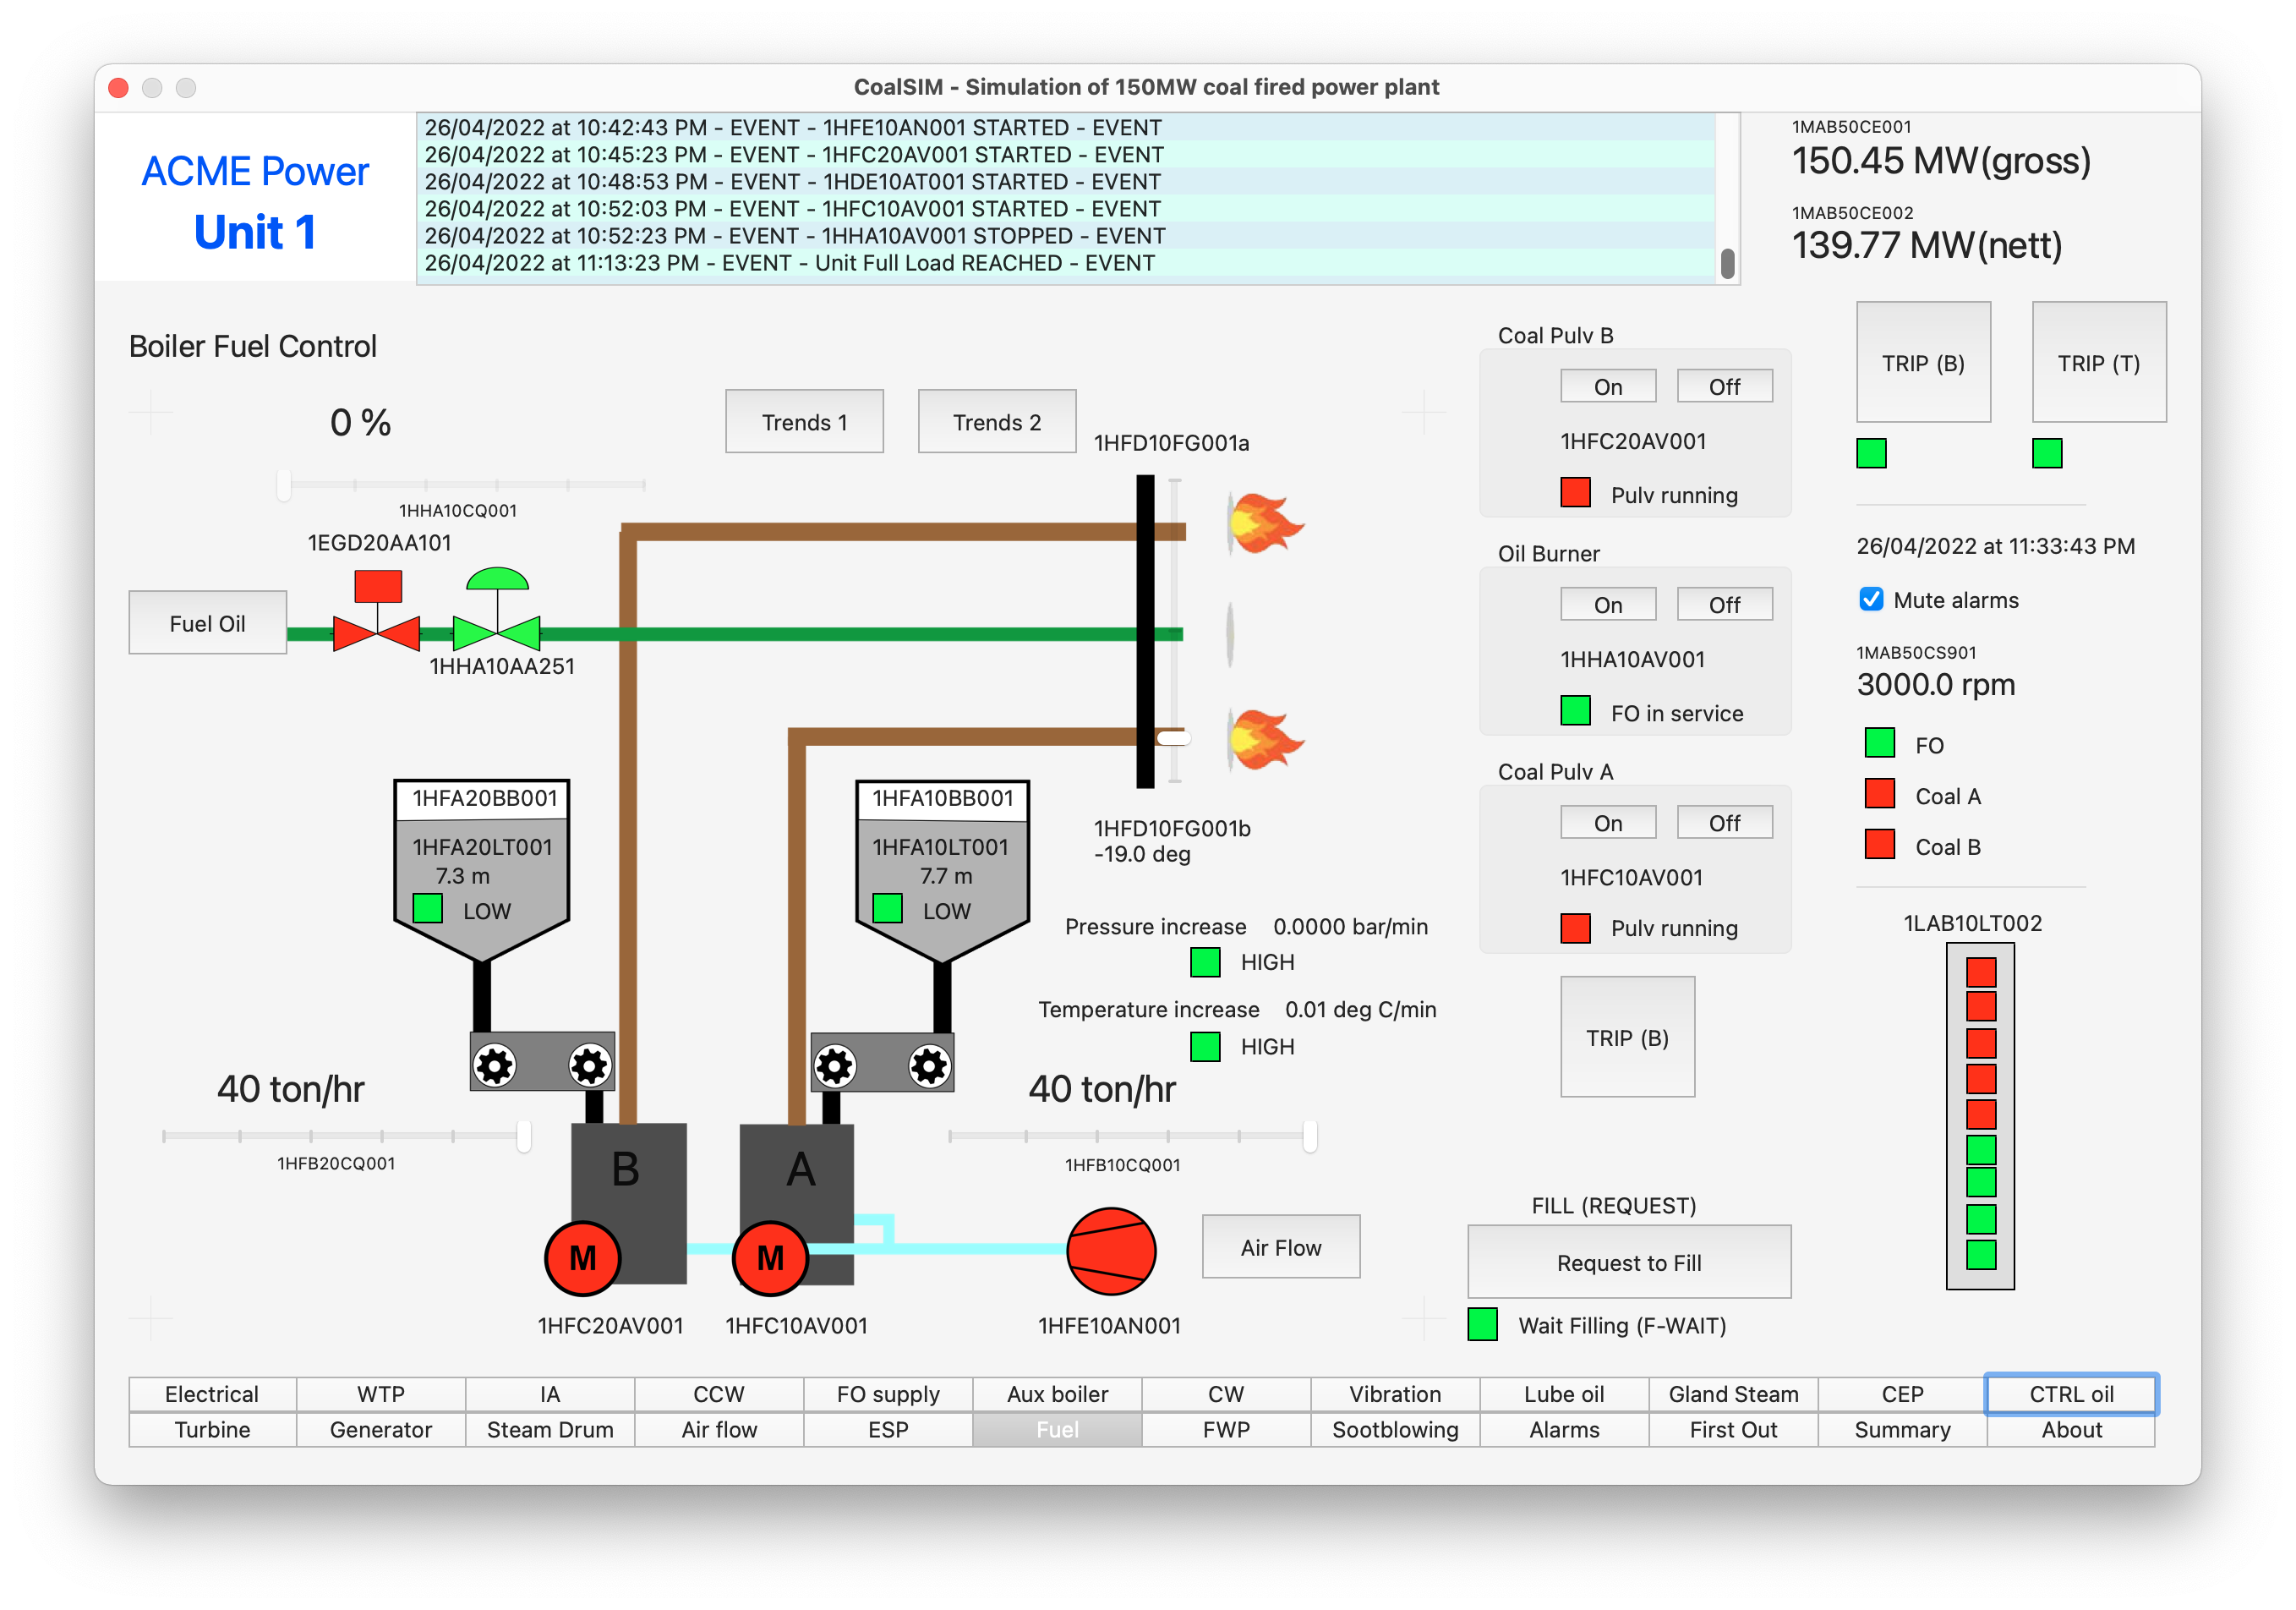 CoalSIM - Simulation of 150MW coal fired power plant
ACME Power
Unit 1
26/04/2022 at 10:42:43 PM - EVENT - 1HFE10AN001 STARTED - EVENT
26/04/2022 at 10:45:23 PM - EVENT - 1HFC20AV001 STARTED - EVENT
26/04/2022 at 10:48:53 PM - EVENT - 1HDE10AT001 STARTED - EVENT
26/04/2022 at 10:52:03 PM - EVENT - 1HFC10AV001 STARTED - EVENT
26/04/2022 at 10:52:23 PM - EVENT - 1HHA10AV001 STOPPED - EVENT
26/04/2022 at 11:13:23 PM - EVENT - Unit Full Load REACHED - EVENT
1MAB50CE001
150.45 MW(gross)
1MAB50CE002
139.77 MW(nett)
Boiler Fuel Control
0 %
1HHA10CQ001
Trends 1
Trends 2
1HFD10FG001a
1EGD20AA101
Fuel Oil
1HHA10AA251
1HFA20BB001
1HFA20LT001
7.3 m
LOW
1HFA10BB001
1HFA10LT001
7.7 m
LOW
1HFD10FG001b
-19.0 deg
Pressure increase 0.0000 bar/min
HIGH
Temperature increase 0.01 deg C/min
HIGH
40 ton/hr
1HFB20CQ001
40 ton/hr
1HFB10CQ001
B
A
M
M
1HFC20AV001
1HFC10AV001
1HFE10AN001
Air Flow
Coal Pulv B
On
Off
1HFC20AV001
Pulv running
Oil Burner
On
Off
1HHA10AV001
FO in service
Coal Pulv A
On
Off
1HFC10AV001
Pulv running
TRIP (B)
FILL (REQUEST)
Request to Fill
Wait Filling (F-WAIT)
TRIP (B)
TRIP (T)
26/04/2022 at 11:33:43 PM
Mute alarms
1MAB50CS901
3000.0 rpm
FO
Coal A
Coal B
1LAB10LT002
Electrical WTP IA CCW FO supply Aux boiler CW Vibration Lube oil Gland Steam CEP CTRL oil
Turbine Generator Steam Drum Air flow ESP Fuel FWP Sootblowing Alarms First Out Summary About